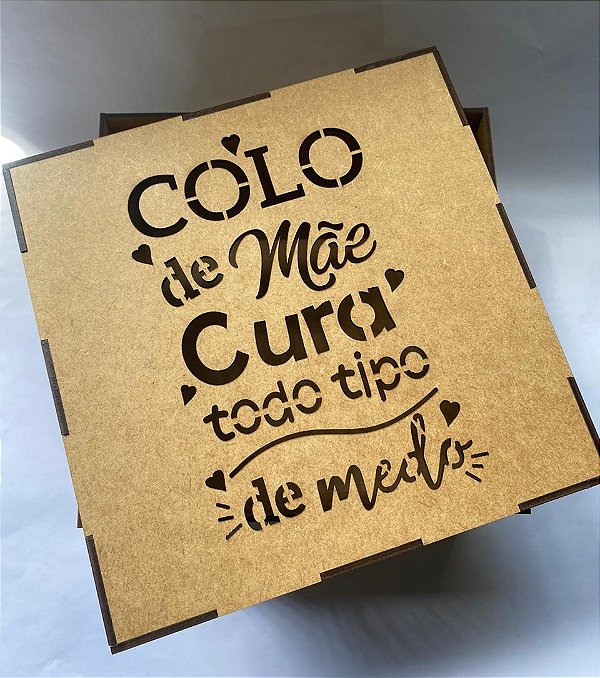 COLO
de Mãe
Cura
todo tipo
de medo